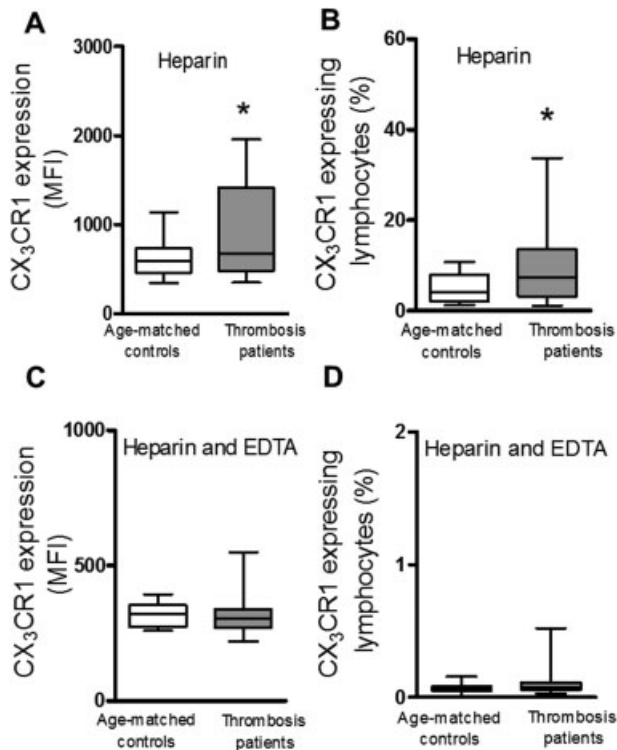 A
CX₃CR1 expression
(MFI)
3000
2000
1000
0
Heparin
*
Age-matched
controls
Thrombosis
patients
B
CX₃CR1 expressing
lymphocytes (%)
60
40
20
0
Heparin
*
Age-matched
controls
Thrombosis
patients
C
CX₃CR1 expression
(MFI)
1000
500
0
Heparin and EDTA
Age-matched
controls
Thrombosis
patients
D
CX₃CR1 expressing
lymphocytes (%)
2
1
0
Heparin and EDTA
Age-matched
controls
Thrombosis
patients